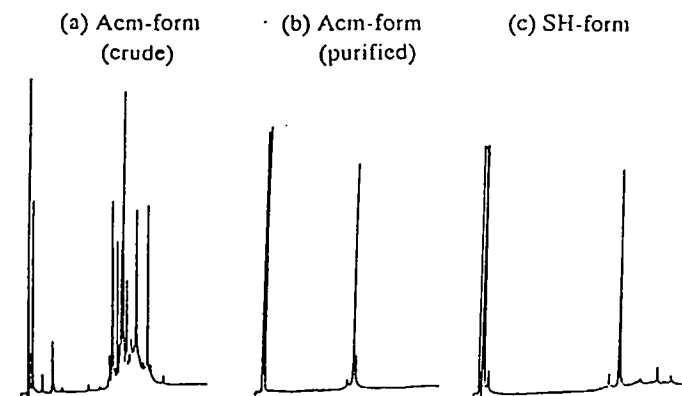 (a) Acm-form
(crude)
(b) Acm-form
(purified)
(c) SH-form